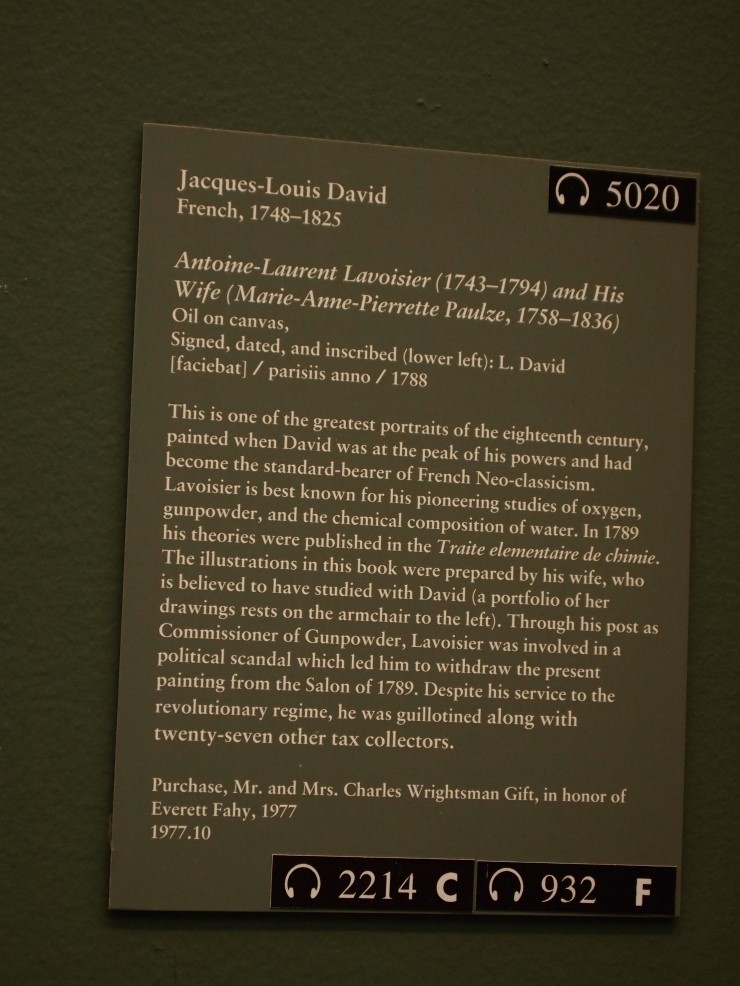 Jacques-Louis David
French, 1748–1825
5020
Antoine-Laurent Lavoisier (1743–1794) and His
Wife (Marie-Anne-Pierrette Paulze, 1758–1836)
Oil on canvas,
Signed, dated, and inscribed (lower left): L. David
[faciebat] / parisiis anno / 1788
This is one of the greatest portraits of the eighteenth century,
painted when David was at the peak of his powers and had
become the standard-bearer of French Neo-classicism.
Lavoisier is best known for his pioneering studies of oxygen,
gunpowder, and the chemical composition of water. In 1789
his theories were published in the Traite elementaire de chimie.
The illustrations in this book were prepared by his wife, who
is believed to have studied with David (a portfolio of her
drawings rests on the armchair to the left). Through his post as
Commissioner of Gunpowder, Lavoisier was involved in a
political scandal which led him to withdraw the present
painting from the Salon of 1789. Despite his service to the
revolutionary regime, he was guillotined along with
twenty-seven other tax collectors.
Purchase, Mr. and Mrs. Charles Wrightsman Gift, in honor of
Everett Fahy, 1977
1977.10
2214 C
932 F